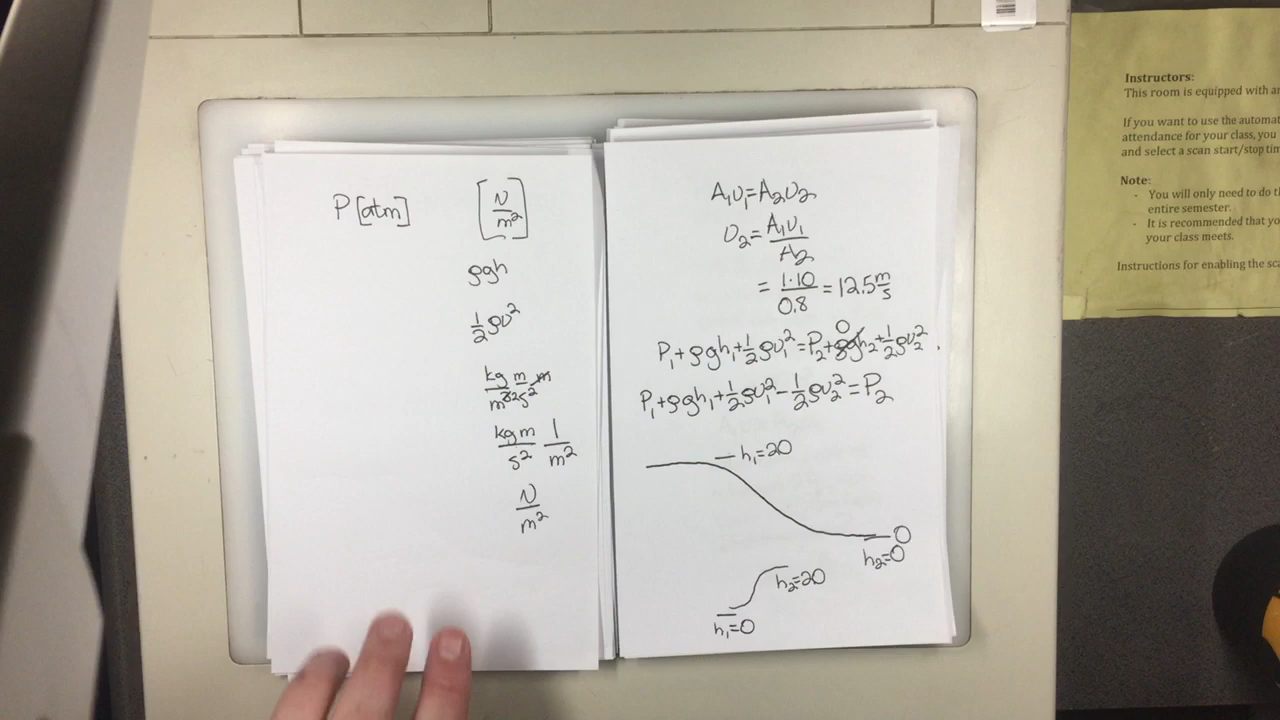 P[atm] [N/m²]
ρgh
½ρv²
kg/m³ m/s² m
kg m/s² 1/m²
N/m²
A₁v₁=A₂v₂
v₂=A₁v₁/A₂
= 1·10/0.8 = 12.5 m/s
P₁+ρgh₁+½ρv₁²=P₂+ρgh₂+½ρv₂².
0
P₁+ρgh₁+½ρv₁²-½ρv₂²=P₂
h₁=20
0
h₂=0
h₂=20
h₁=0
Instructors:
This room is equipped with
If you want to use the
attendance for your class, you
and select a scan start/stop
Note:
- You will only need to do
entire semester.
- It is recommended that
your class meets.
Instructions for enabling the